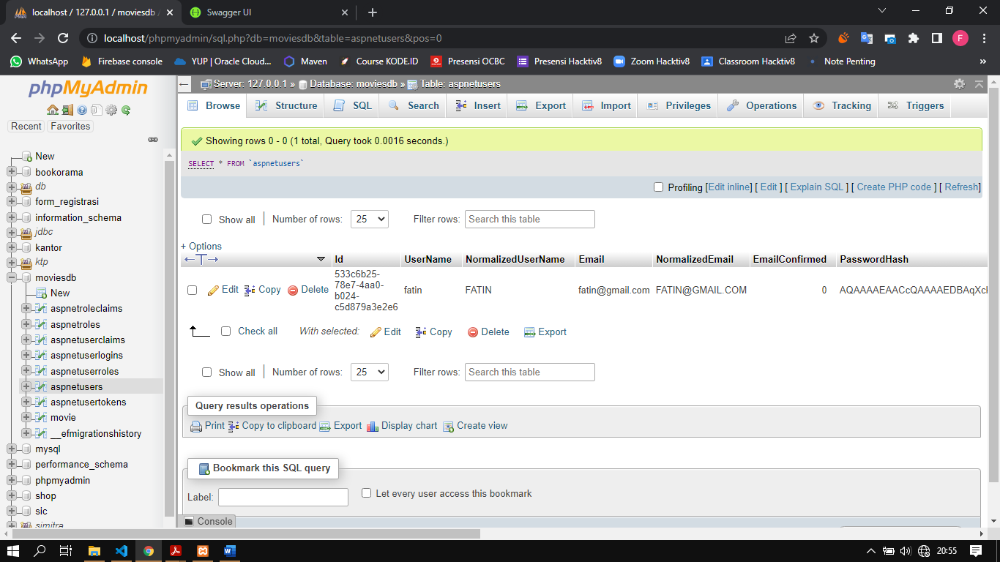 localhost / 127.0.0.1 / moviesdb
Swagger UI
localhost/phpmyadmin/sql.php?db=moviesdb&table=aspnetusers&pos=0
F
WhatsApp Firebase console YUP | Oracle Cloud... Maven Course KODE.ID Presensi OCBC Presensi Hacktiv8 Zoom Hacktiv8 Classroom Hacktiv8 Note Penting »
phpMyAdmin
Recent Favorites
New
bookorama
db
form_registrasi
information_schema
jdbc
kantor
ktp
moviesdb
New
aspnetroleclaims
aspnetroles
aspnetuserclaims
aspnetuserlogins
aspnetuserroles
aspnetusers
aspnetusertokens
movie
__efmigrationshistory
mysql
performance_schema
phpmyadmin
shop
sic
simitra
Server: 127.0.0.1 » Database: moviesdb » Table: aspnetusers
Browse Structure SQL Search Insert Export Import Privileges Operations Tracking Triggers
Showing rows 0 - 0 (1 total, Query took 0.0016 seconds.)
SELECT * FROM `aspnetusers`
Profiling [Edit inline] [ Edit ] [ Explain SQL ] [ Create PHP code ] [ Refresh]
Show all | Number of rows: 25 Filter rows: Search this table
+ Options
←T→ Id UserName NormalizedUserName Email NormalizedEmail EmailConfirmed PasswordHash
Edit Copy Delete 533c6b25-
78e7-4aa0-
b024-
c5d879a3e2e6
fatin FATIN fatin@gmail.com FATIN@GMAIL.COM 0 AQAAAAEAACcQAAAAEDBAqXcl
Check all With selected: Edit Copy Delete Export
Show all | Number of rows: 25 Filter rows: Search this table
Query results operations
Print Copy to clipboard Export Display chart Create view
Bookmark this SQL query
Label: Let every user access this bookmark
Console
20:55